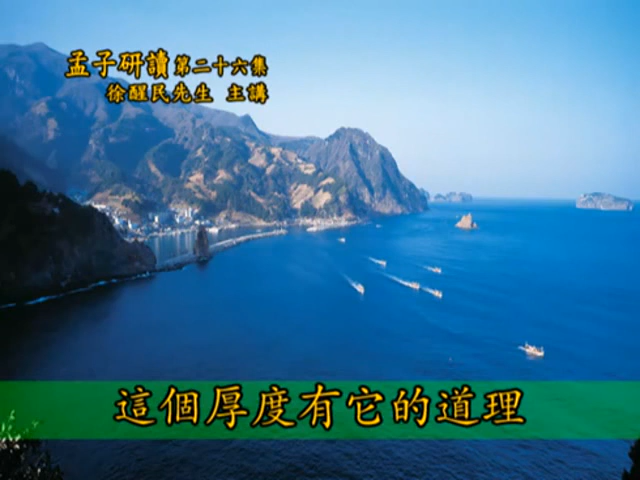 孟子研讀第二十六集
徐醒民先生 主講
這個厚度有它的道理